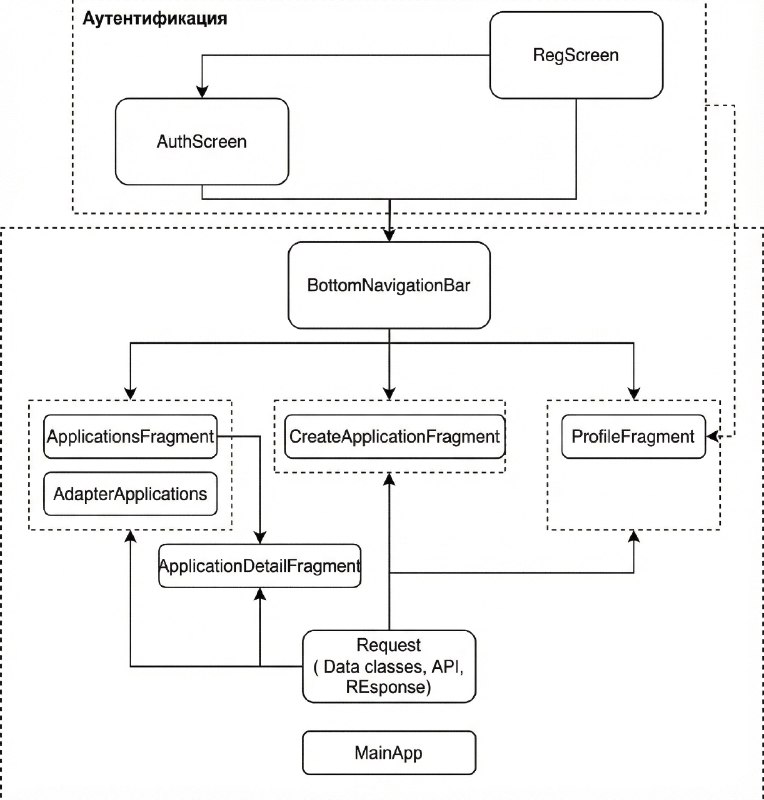 Аутентификация
RegScreen
AuthScreen
BottomNavigationBar
ApplicationsFragment
CreateApplicationFragment
ProfileFragment
AdapterApplications
ApplicationDetailFragment
Request
( Data classes, API,
REsponse)
MainApp